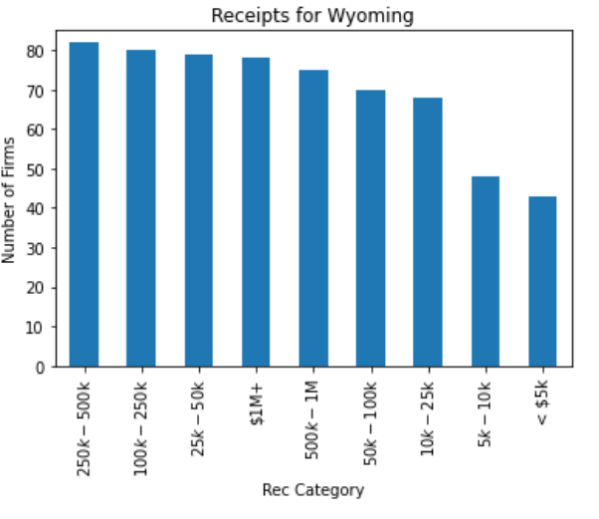 Receipts for Wyoming
Number of Firms
80
70
60
50
40
30
20
10
0
250k − 500k
100k − 250k
25k − 50k
$1M+
500k − 1M
50k − 100k
10k − 25k
5k − 10k
< $5k
Rec Category